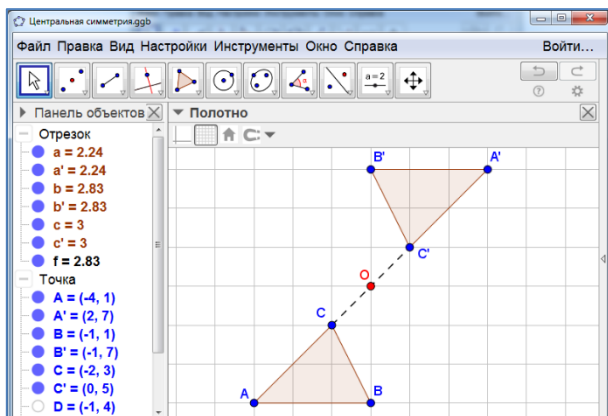 Центральная симметрия.ggb
Файл Правка Вид Настройки Инструменты Окно Справка Войти...
a=2
Панель объектов
Полотно
Отрезок
a = 2.24
a' = 2.24
b = 2.83
b' = 2.83
c = 3
c' = 3
f = 2.83
Точка
A = (-4, 1)
A' = (2, 7)
B = (-1, 1)
B' = (-1, 7)
C = (-2, 3)
C' = (0, 5)
D = (-1, 4)
B'
A'
C'
O
C
A
B